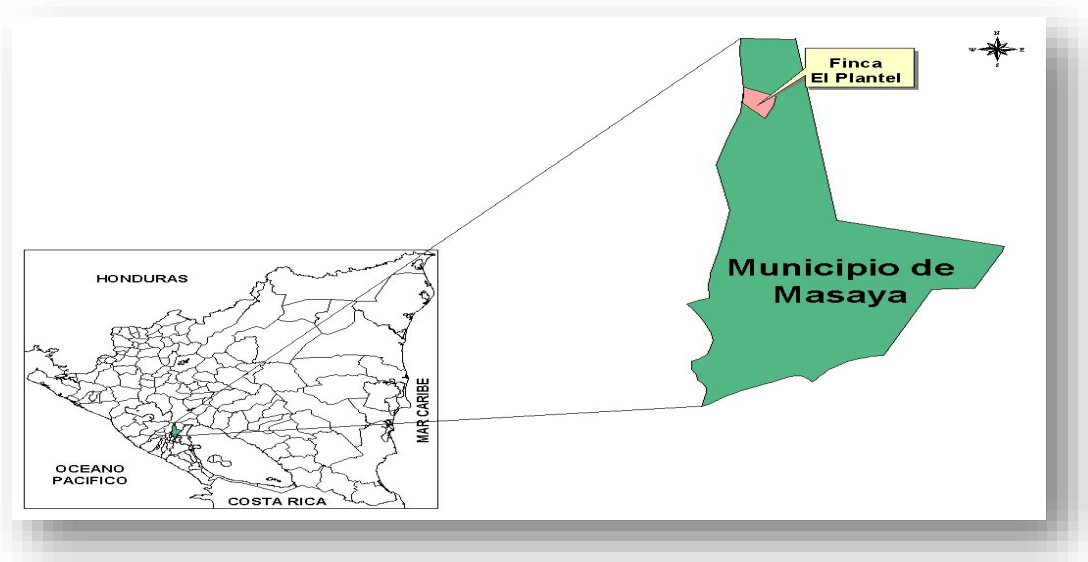 N
W
E
S
Finca
El Plantel
Municipio de
Masaya
HONDURAS
MAR CARIBE
OCEANO
PACIFICO
COSTA RICA